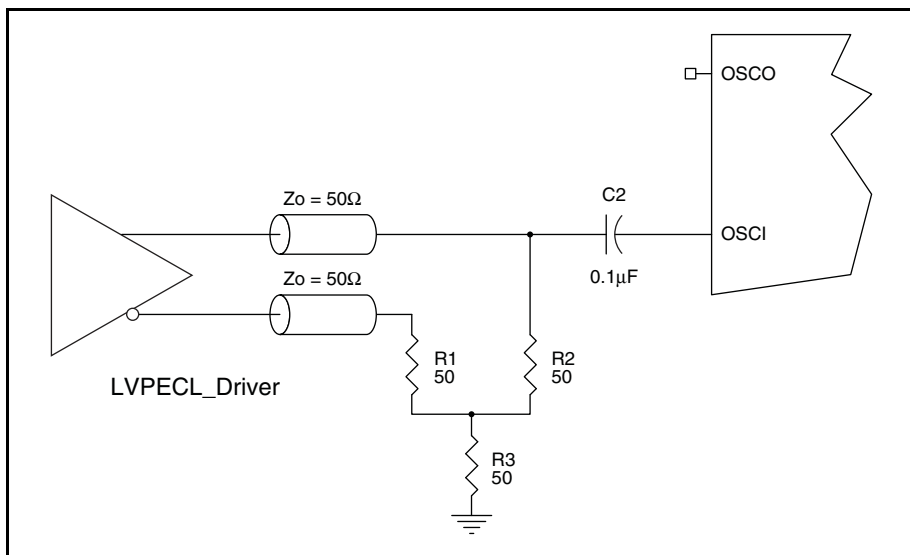 OSCO
Zo = 50Ω
C2
OSCI
Zo = 50Ω
0.1μF
R1
50
R2
50
LVPECL_Driver
R3
50